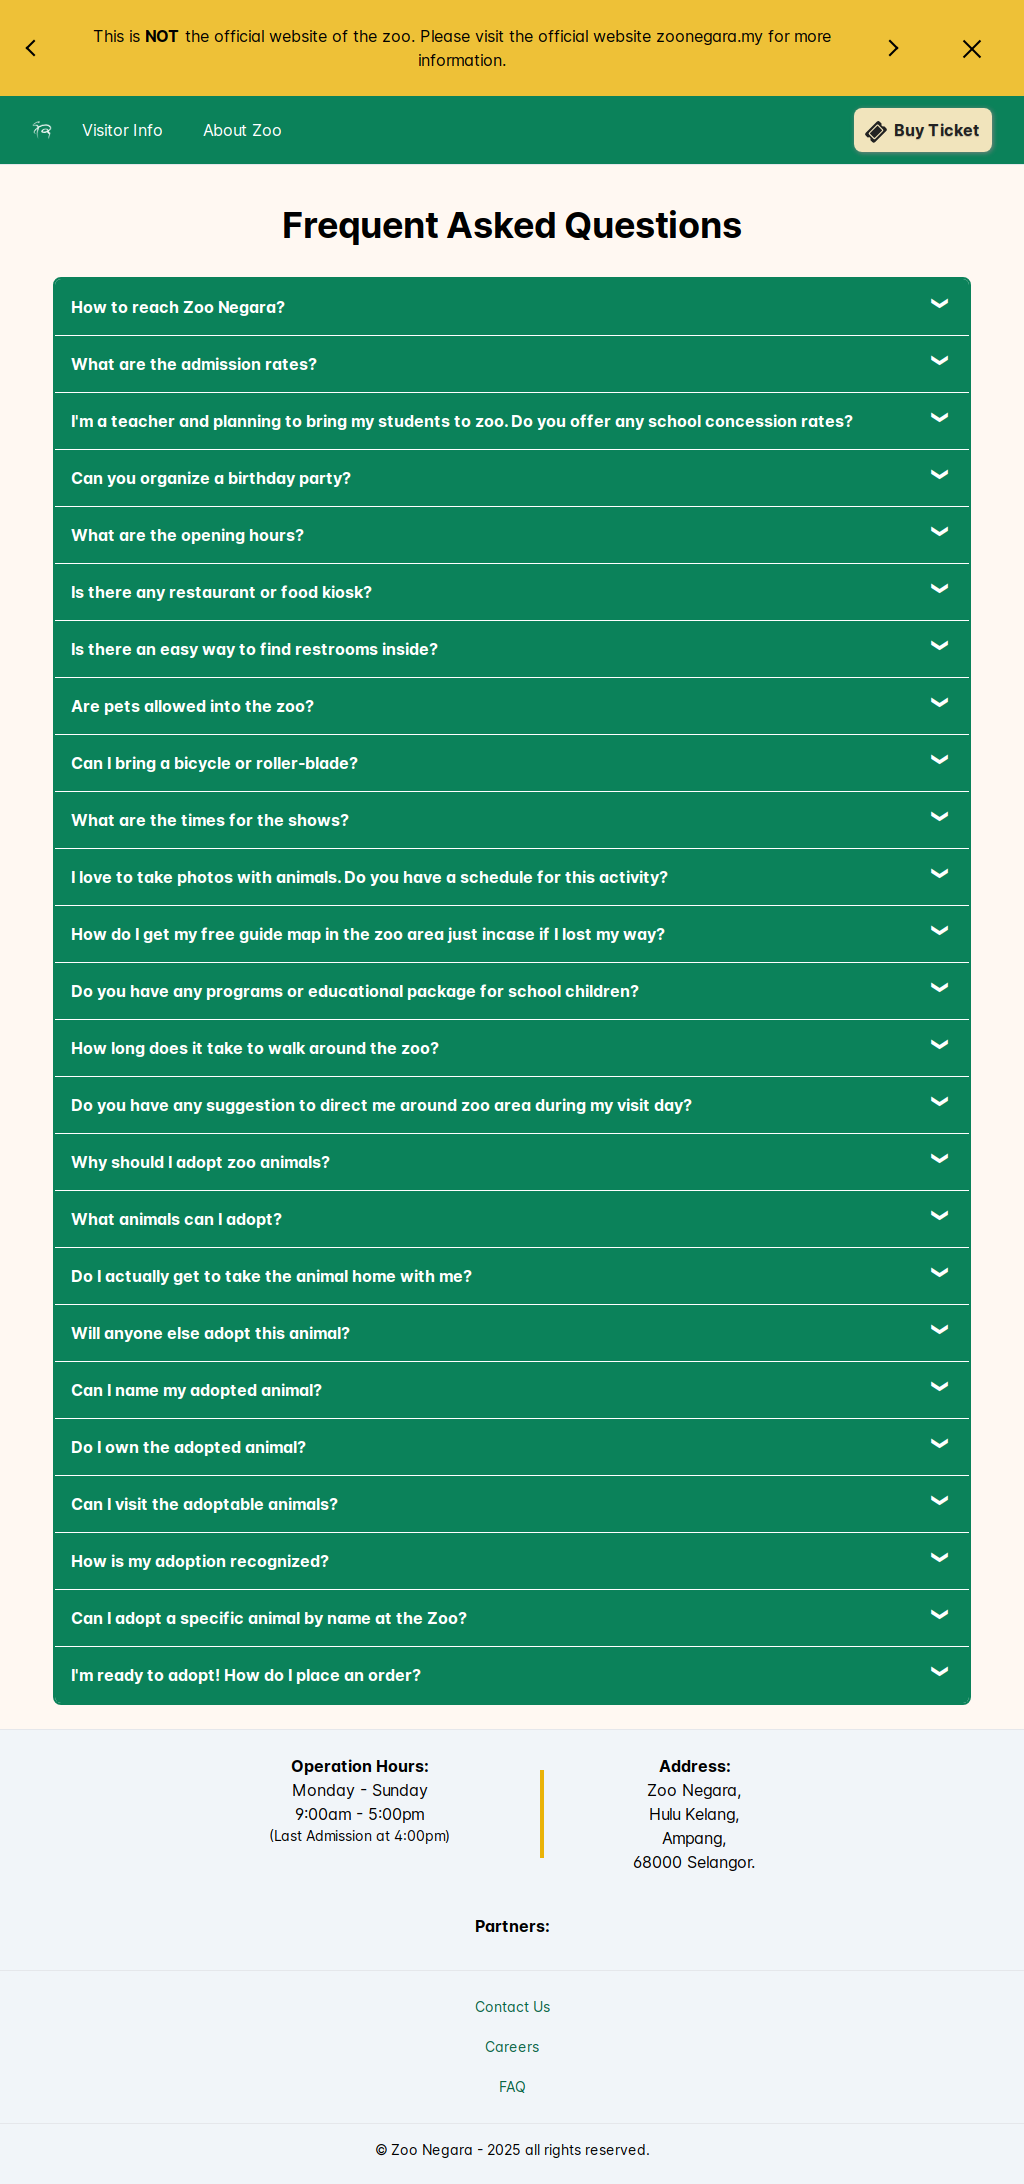 This is NOT the official website of the zoo. Please visit the official website zoonegara.my for more
information.
Visitor Info
About Zoo
Buy Ticket
Frequent Asked Questions
How to reach Zoo Negara?
What are the admission rates?
I'm a teacher and planning to bring my students to zoo. Do you offer any school concession rates?
Can you organize a birthday party?
What are the opening hours?
Is there any restaurant or food kiosk?
Is there an easy way to find restrooms inside?
Are pets allowed into the zoo?
Can I bring a bicycle or roller-blade?
What are the times for the shows?
I love to take photos with animals. Do you have a schedule for this activity?
How do I get my free guide map in the zoo area just incase if I lost my way?
Do you have any programs or educational package for school children?
How long does it take to walk around the zoo?
Do you have any suggestion to direct me around zoo area during my visit day?
Why should I adopt zoo animals?
What animals can I adopt?
Do I actually get to take the animal home with me?
Will anyone else adopt this animal?
Can I name my adopted animal?
Do I own the adopted animal?
Can I visit the adoptable animals?
How is my adoption recognized?
Can I adopt a specific animal by name at the Zoo?
I'm ready to adopt! How do I place an order?
Operation Hours:
Monday - Sunday
9:00am - 5:00pm
(Last Admission at 4:00pm)
Address:
Zoo Negara,
Hulu Kelang,
Ampang,
68000 Selangor.
Partners:
Contact Us
Careers
FAQ
© Zoo Negara - 2025 all rights reserved.